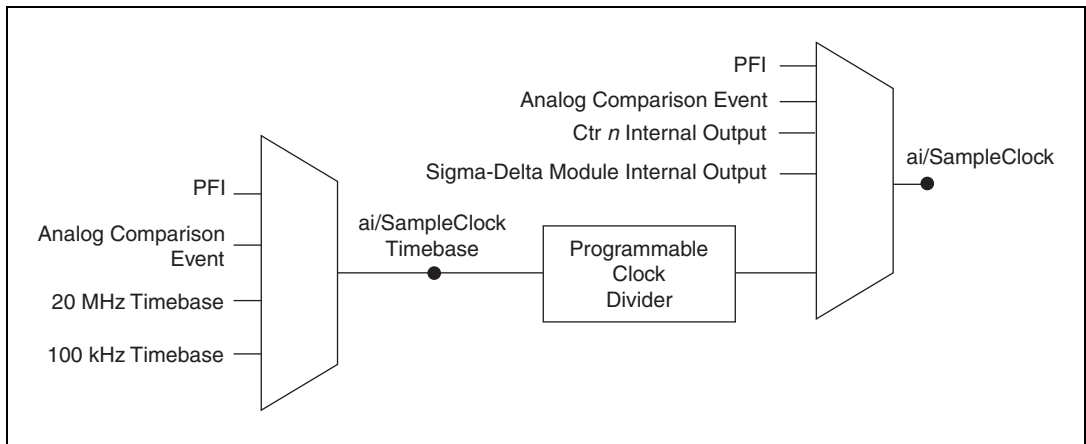 PFI
Analog Comparison Event
Ctr n Internal Output
Sigma-Delta Module Internal Output
ai/SampleClock
PFI
Analog Comparison
Event
20 MHz Timebase
100 kHz Timebase
ai/SampleClock
Timebase
Programmable
Clock
Divider